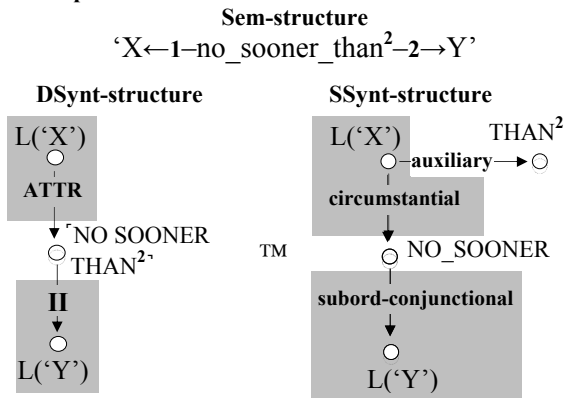 Sem-structure
‘X←1–no_sooner_than²–2→Y’
DSynt-structure
L(‘X’)
ATTR
⌜NO SOONER
THAN²⌝
II
L(‘Y’)
TM
SSynt-structure
L(‘X’)
THAN²
auxiliary
circumstantial
NO_SOONER
subord-conjunctional
L(‘Y’)